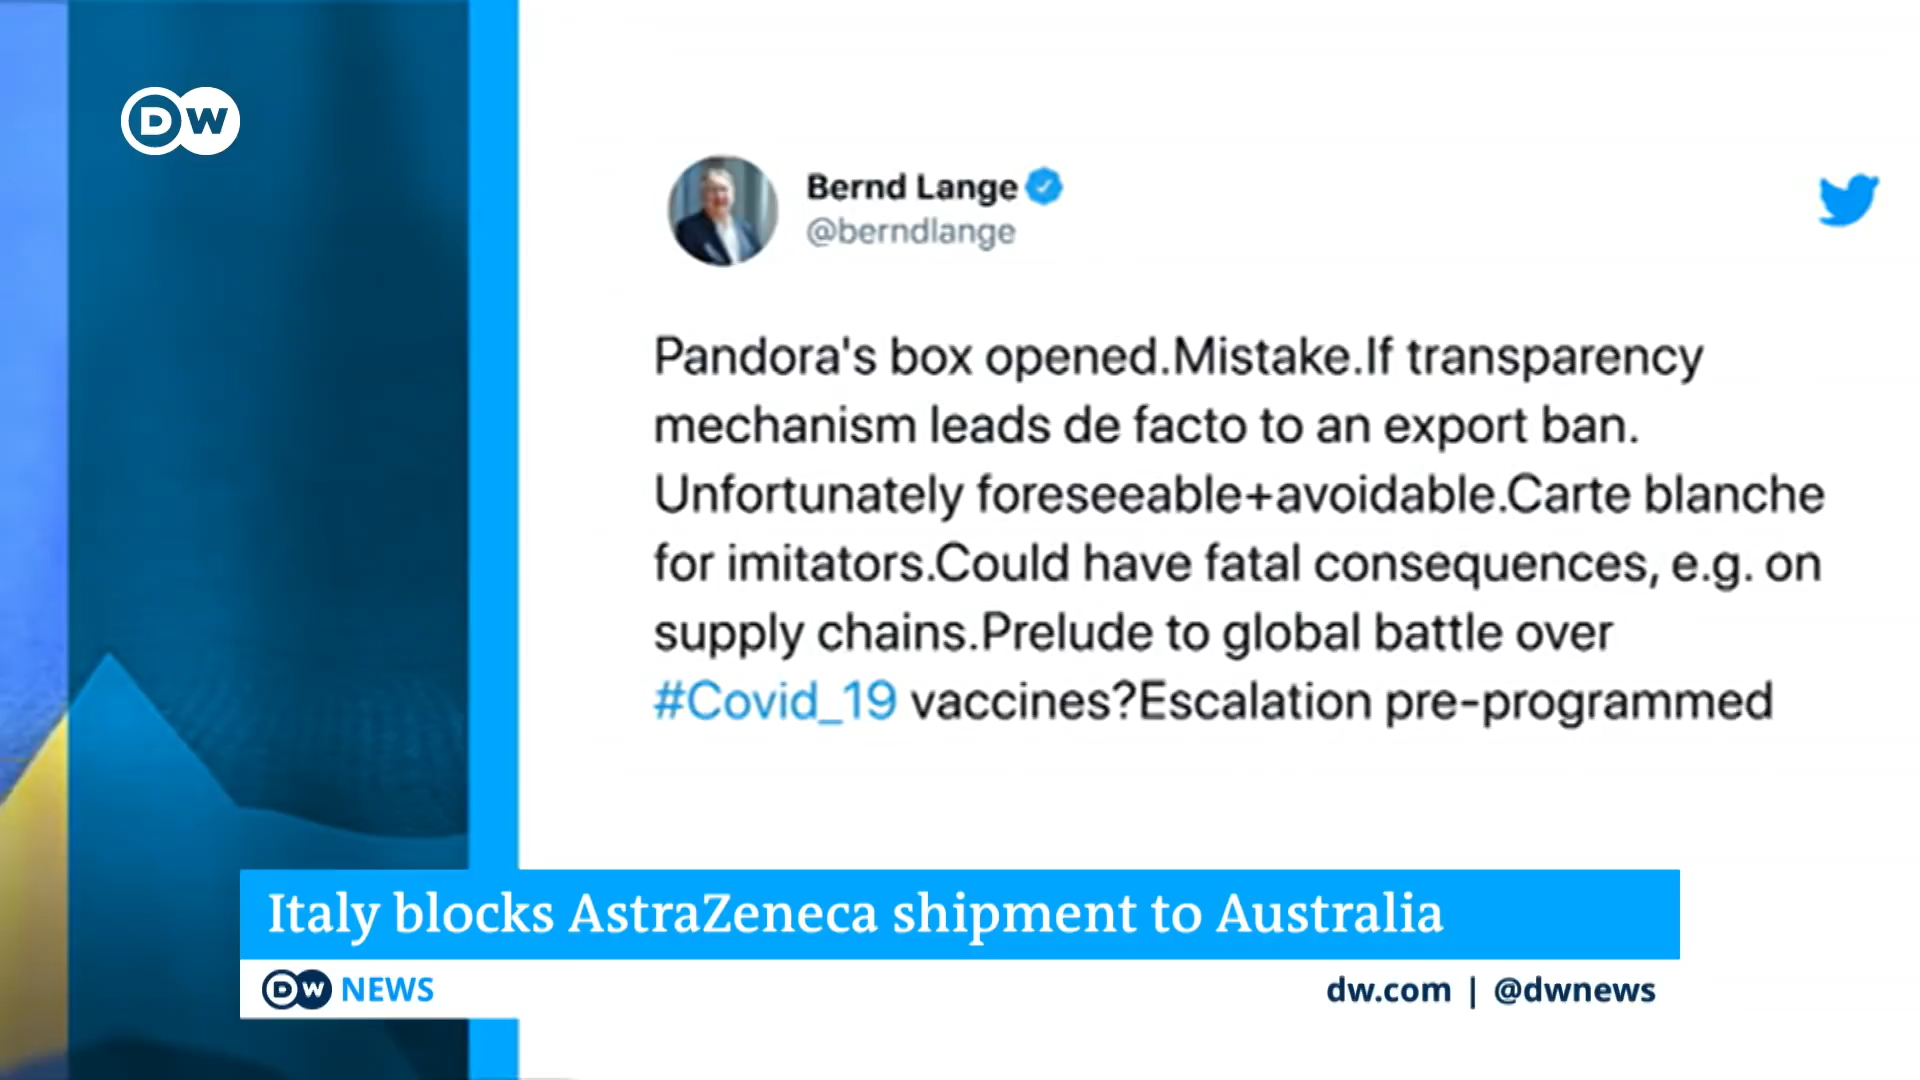 DW
Bernd Lange
@berndlange
Pandora's box opened.Mistake.If transparency
mechanism leads de facto to an export ban.
Unfortunately foreseeable+avoidable.Carte blanche
for imitators.Could have fatal consequences, e.g. on
supply chains.Prelude to global battle over
#Covid_19 vaccines?Escalation pre-programmed
Italy blocks AstraZeneca shipment to Australia
DW NEWS
dw.com | @dwnews